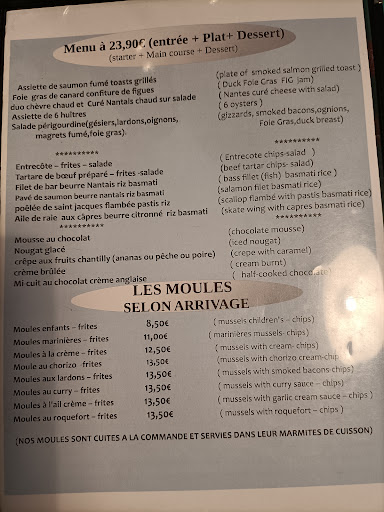 Menu à 23,90€ (entrée + Plat+ Dessert)
(starter + Main course + Dessert)
Assiette de saumon fumé toasts grillés (plate of smoked salmon grilled toast )
Foie gras de canard confiture de figues ( Duck Foie Gras FIG jam)
duo chèvre chaud et Curé Nantais chaud sur salade ( Nantes curé cheese with salad)
Assiette de 6 huîtres ( 6 oysters )
Salade périgourdine(gésiers,lardons,oignons, (gizzards, smocked bacons,ognions,
magrets fumé,foie gras). Foie Gras,duck breast)
********** **********
Entrecôte – frites – salade ( Entrecote chips-salad )
Tartare de bœuf préparé – frites -salade (beef tartar chips- salad)
Filet de bar beurre Nantais riz basmati ( bass fillet (fish) basmati rice )
Pavé de saumon beurre nantais riz basmati (salamon filet basmati rice)
poêlée de saint jacques flambée pastis riz (scallop flambé with pastis basmati rice)
Aile de raie aux câpres beurre citronné riz basmati (skate wing with capres basmati rice)
********** **********
Mousse au chocolat (chocolate mousse)
Nougat glacé (iced nougat)
crêpe aux fruits chantilly (ananas ou pêche ou poire) (crepe with caramel)
crème brûlée ( cream burnt )
Mi cuit au chocolat crème anglaise ( half-cooked chocolate)
LES MOULES
SELON ARRIVAGE
Moules enfants – frites 8,50€ ( mussels children's – chips)
Moules marinières – frites 11,00€ ( marinières mussels- chips)
Moules à la crème – frites 12,50€ ( mussels with cream- chips)
Moule au chorizo -frites 13,50€ ( mussels with chorizo cream-chip
Moules aux lardons – frites 13,50€ ( mussels with smoked bacons-chips )
Moules au curry – frites 13,50€ ( mussels with curry sauce – chips)
Moules à l'ail crème – frites 13,50€ ( mussels with garlic cream sauce – chips )
Moules au roquefort – frites 13,50€ ( mussels with roquefort – chips )
(NOS MOULES SONT CUITES A LA COMMANDE ET SERVIES DANS LEUR MARMITES DE CUISSON)